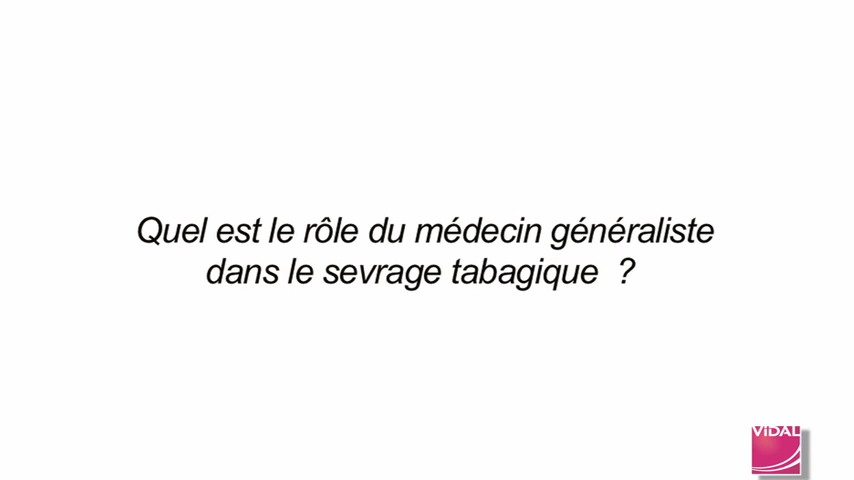 Quel est le rôle du médecin généraliste
dans le sevrage tabagique  ?
VIDAL